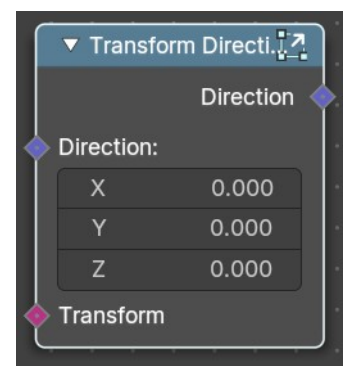 Transform Directi...
Direction
Direction:
X 0.000
Y 0.000
Z 0.000
Transform